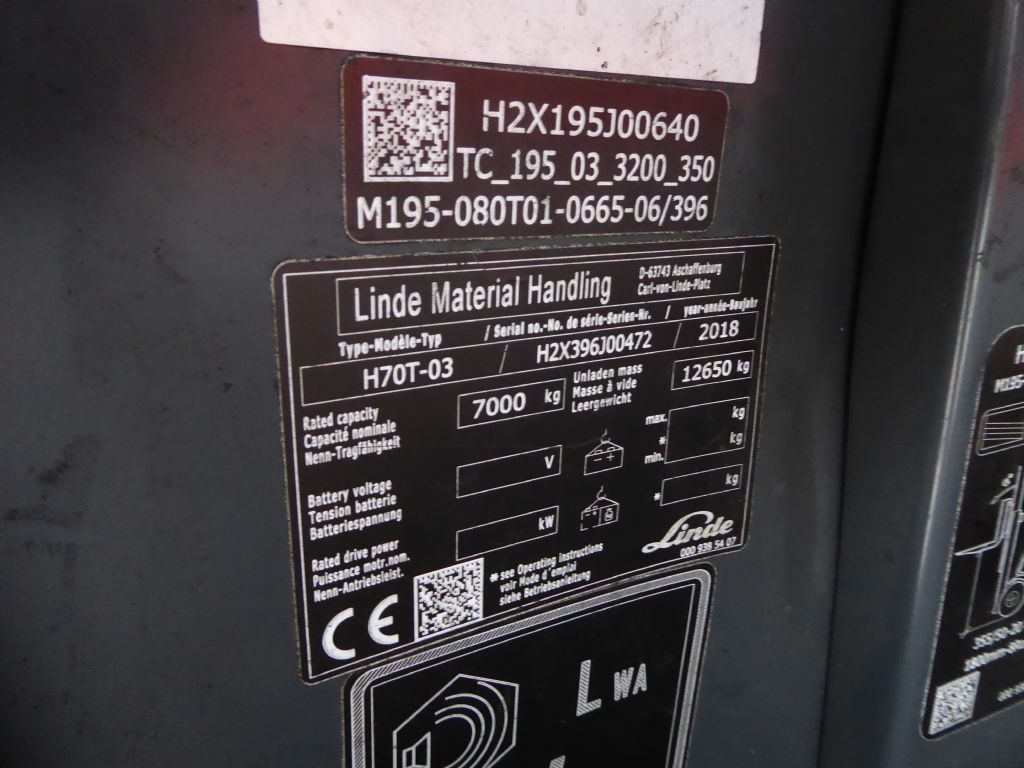 H2X195J00640
TC_195_03_3200_350
M195-080T01-0665-06/396
Linde Material Handling
D-63743 Aschaffenburg
Carl-von-Linde-Platz
Type-Modèle-Typ / Serial no.-No. de série-Serien-Nr. / year-année-Baujahr
H70T-03 / H2X396J00472 / 2018
Rated capacity
Capacité nominale
Nenn-Tragfähigkeit
7000 kg
Unladen mass
Masse à vide
Leergewicht
12650 kg
Battery voltage
Tension batterie
Batteriespannung
V
max. kg
* kg
min.
Rated drive power
Puissance motr.nom.
Nenn-Antriebsleist.
kW
* kg
Linde
000 938 54 07
CE
*see Operating instructions
voir Mode d'emploi
siehe Betriebsanleitung
LWA
H
M195-